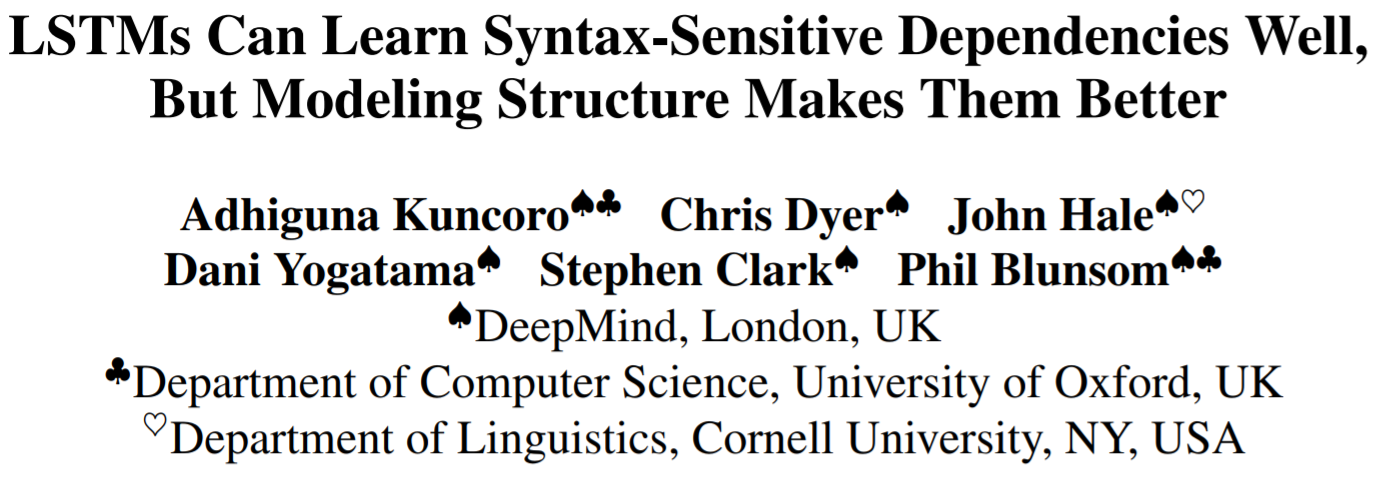 LSTMs Can Learn Syntax-Sensitive Dependencies Well,
But Modeling Structure Makes Them Better
Adhiguna Kuncoro♠♣ Chris Dyer♠ John Hale♠♡
Dani Yogatama♠ Stephen Clark♠ Phil Blunsom♠♣
♠DeepMind, London, UK
♣Department of Computer Science, University of Oxford, UK
♡Department of Linguistics, Cornell University, NY, USA